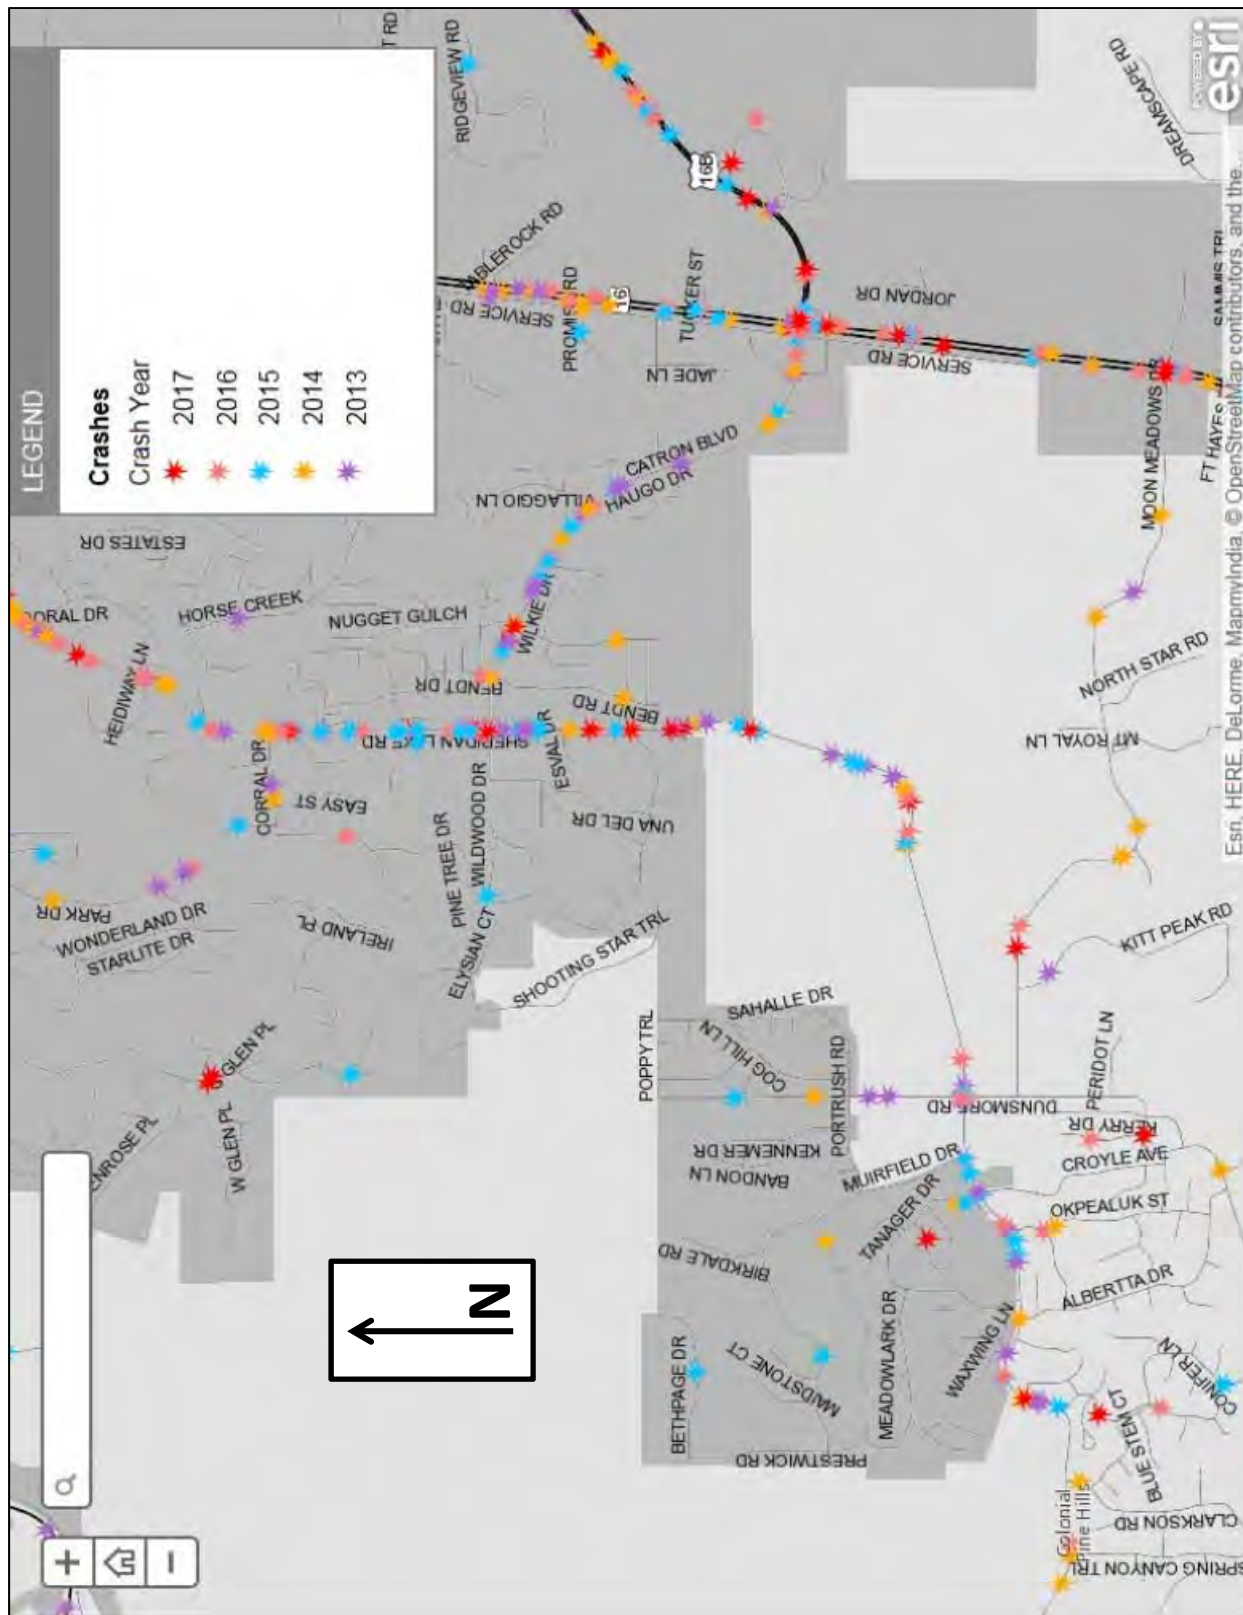 LEGEND
Crashes
Crash Year
2017
2016
2015
2014
2013
RIDGEVIEW RD
SERVICE RD
16
16B
TUCKER ST
JADE LN
JORDAN DR
SERVICE RD
DREAMSCAPE RD
MOON MEADOWS DR
CATRON BLVD
HAUGO DR
VILLAGGIO LN
ESTATES DR
HORSE CREEK
NUGGET GULCH
WILKIE DR
BENDT DR
BENDT RD
HEIDIWAY LN
CORRAL DR
EASY ST
SHERIDAN LAKE RD
ESVAL DR
UNA DEL DR
WILDWOOD DR
PINE TREE DR
ELYSIAN CT
SHOOTING STAR TRL
PARK DR
WONDERLAND DR
STARLITE DR
IRELAND PL
S GLEN PL
W GLEN PL
NORTH STAR RD
MT ROYAL LN
KITT PEAK RD
POPPY TRL
SAHALLE DR
COG HILL LN
PORTRUSH RD
DUNSMORE RD
PERIDOT LN
KERRY DR
CROYLE AVE
KENNEMER DR
BANDON LN
MUIRFIELD DR
OKPEALUK ST
TANAGER DR
BIRKDALE RD
ALBERTTA DR
WAXWING LN
MEADOWLARK DR
MAIDSTONE CT
BETHPAGE DR
PRESTWICK RD
CONIFER LN
BLUE STEM CT
Colonial
Pine Hills
CLARKSON RD
SPRING CANYON TRL
N
+
−
POWERED BY
esri
Esri, HERE, DeLorme, MapmyIndia, © OpenStreetMap contributors, and the...